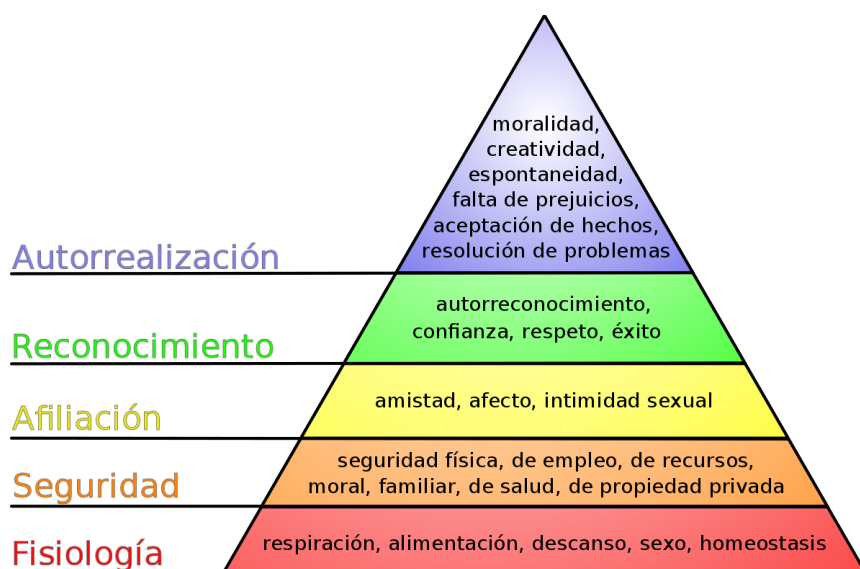 moralidad,
creatividad,
espontaneidad,
falta de prejuicios,
aceptación de hechos,
resolución de problemas
Autorrealización
autorreconocimiento,
confianza, respeto, éxito
Reconocimiento
amistad, afecto, intimidad sexual
Afiliación
seguridad física, de empleo, de recursos,
moral, familiar, de salud, de propiedad privada
Seguridad
respiración, alimentación, descanso, sexo, homeostasis
Fisiología